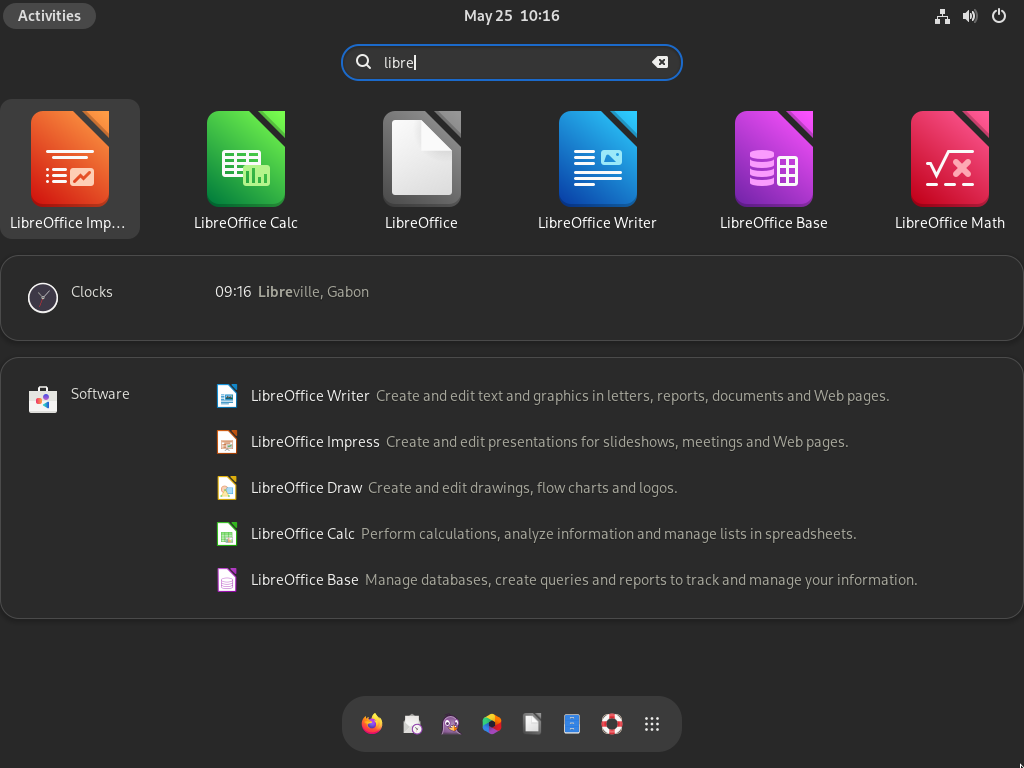 Activities
May 25 10:16
libre
LibreOffice Imp...
LibreOffice Calc
LibreOffice
LibreOffice Writer
LibreOffice Base
LibreOffice Math
Clocks
09:16 Libreville, Gabon
Software
LibreOffice Writer Create and edit text and graphics in letters, reports, documents and Web pages.
LibreOffice Impress Create and edit presentations for slideshows, meetings and Web pages.
LibreOffice Draw Create and edit drawings, flow charts and logos.
LibreOffice Calc Perform calculations, analyze information and manage lists in spreadsheets.
LibreOffice Base Manage databases, create queries and reports to track and manage your information.